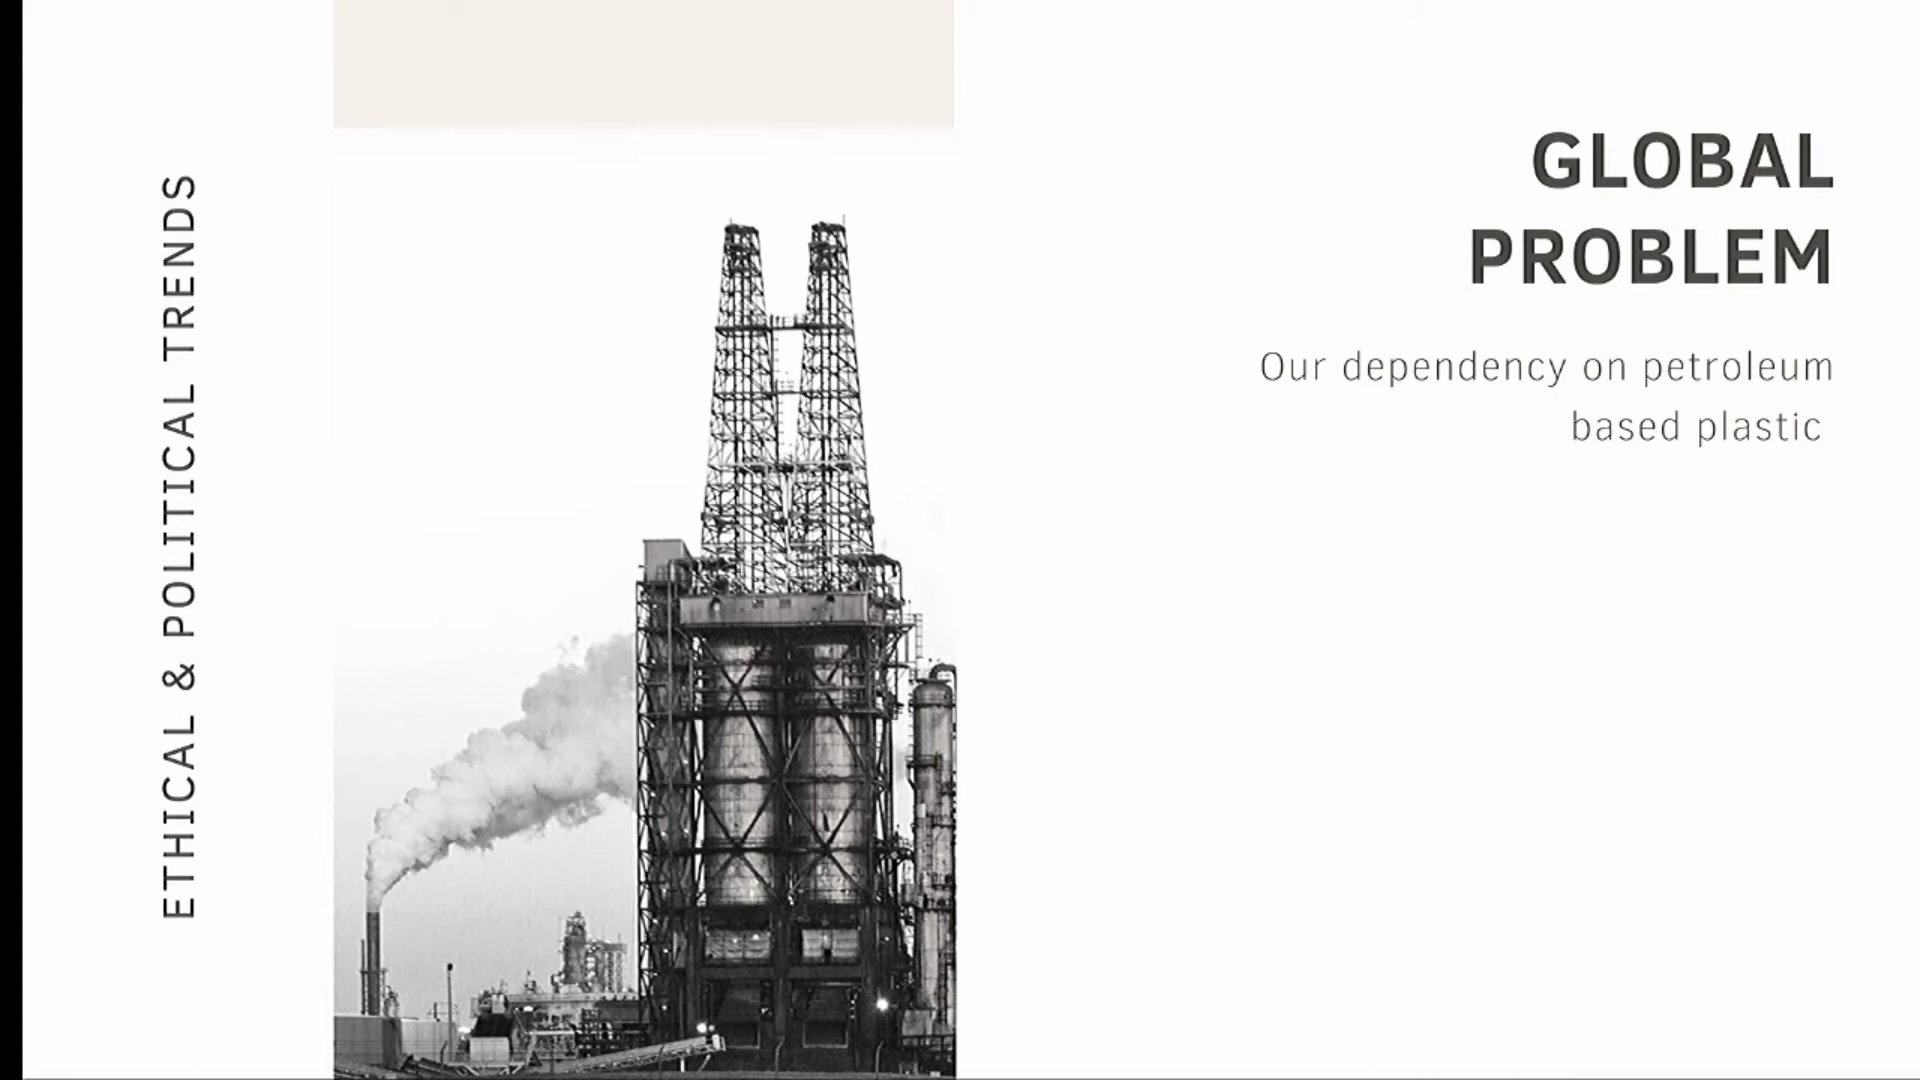 ETHICAL & POLITICAL TRENDS
GLOBAL
PROBLEM
Our dependency on petroleum
based plastic